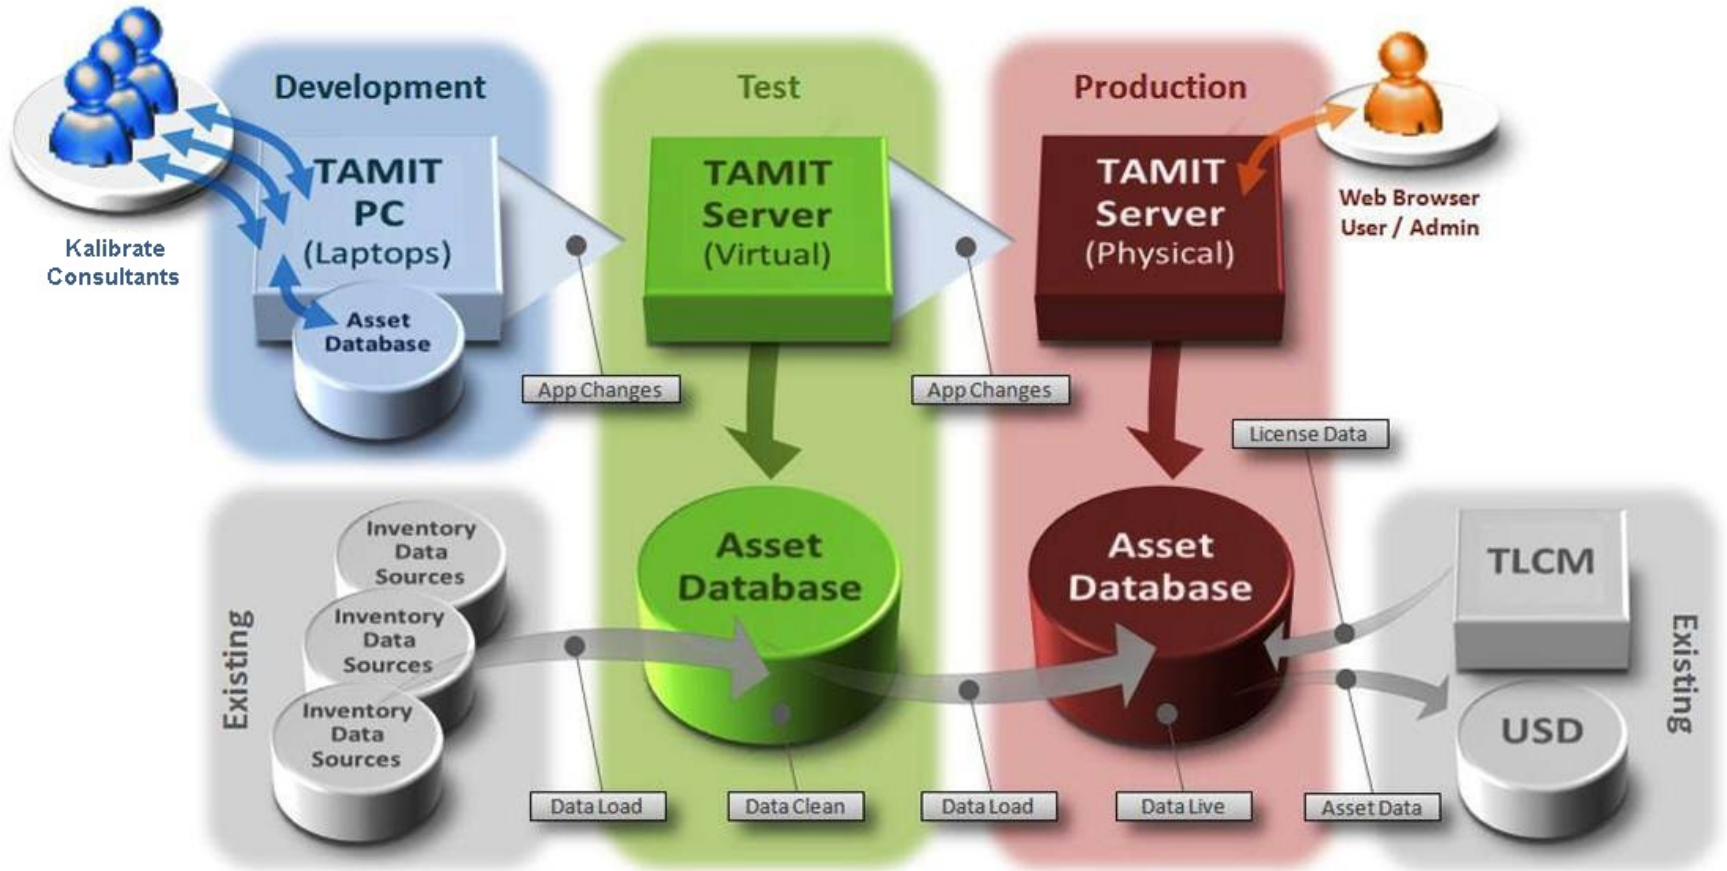 Development
Test
Production
TAMIT
PC
(Laptops)
TAMIT
Server
(Virtual)
TAMIT
Server
(Physical)
Web Browser
User / Admin
Kalibrate
Consultants
Asset
Database
App Changes
App Changes
License Data
Existing
Inventory
Data
Sources
Inventory
Data
Sources
Inventory
Data
Sources
Asset
Database
Asset
Database
TLCM
USD
Existing
Data Load
Data Clean
Data Load
Data Live
Asset Data